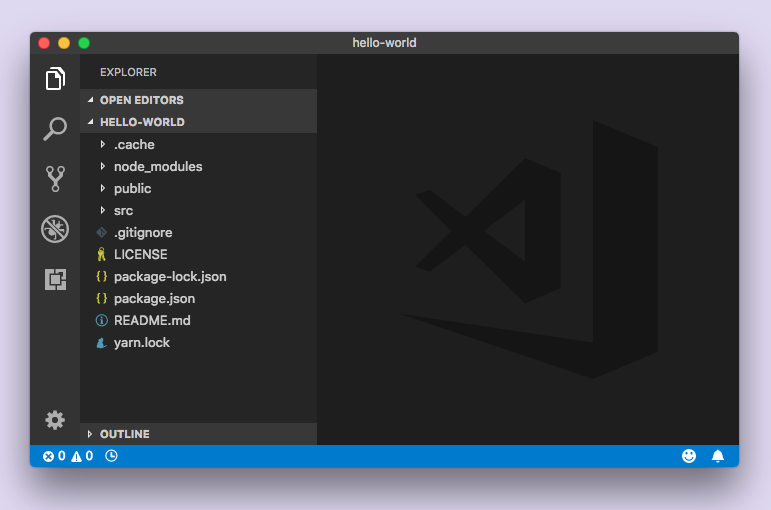 hello-world
EXPLORER
OPEN EDITORS
HELLO-WORLD
.cache
node_modules
public
src
.gitignore
LICENSE
{ } package-lock.json
{ } package.json
README.md
yarn.lock
OUTLINE
0 0